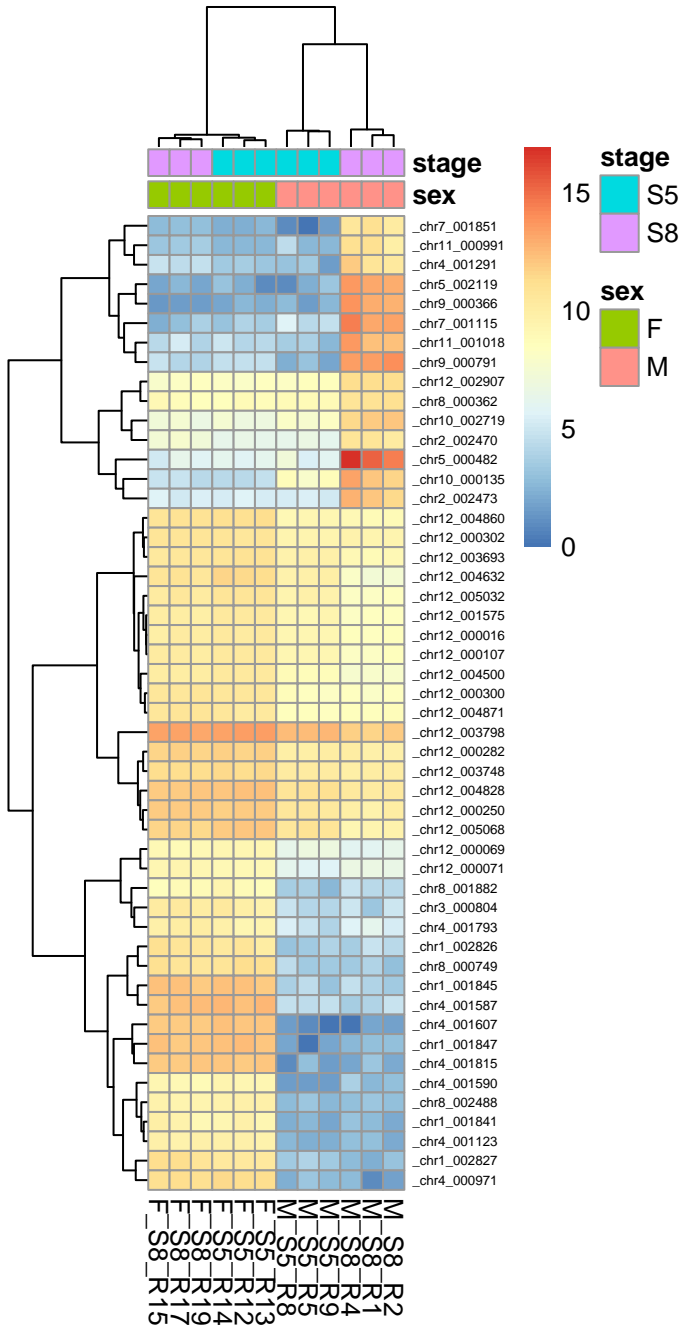 stage
sex
_chr7_001851
_chr11_000991
_chr4_001291
_chr5_002119
_chr9_000366
_chr7_001115
_chr11_001018
_chr9_000791
_chr12_002907
_chr8_000362
_chr10_002719
_chr2_002470
_chr5_000482
_chr10_000135
_chr2_002473
_chr12_004860
_chr12_000302
_chr12_003693
_chr12_004632
_chr12_005032
_chr12_001575
_chr12_000016
_chr12_000107
_chr12_004500
_chr12_000300
_chr12_004871
_chr12_003798
_chr12_000282
_chr12_003748
_chr12_004828
_chr12_000250
_chr12_005068
_chr12_000069
_chr12_000071
_chr8_001882
_chr3_000804
_chr4_001793
_chr1_002826
_chr8_000749
_chr1_001845
_chr4_001587
_chr4_001607
_chr1_001847
_chr4_001815
_chr4_001590
_chr8_002488
_chr1_001841
_chr4_001123
_chr1_002827
_chr4_000971
F_S8_R15
F_S8_R17
F_S8_R19
F_S5_R14
F_S5_R12
F_S5_R13
M_S5_R8
M_S5_R5
M_S5_R9
M_S8_R4
M_S8_R1
M_S8_R2
15
10
5
0
stage
S5
S8
sex
F
M